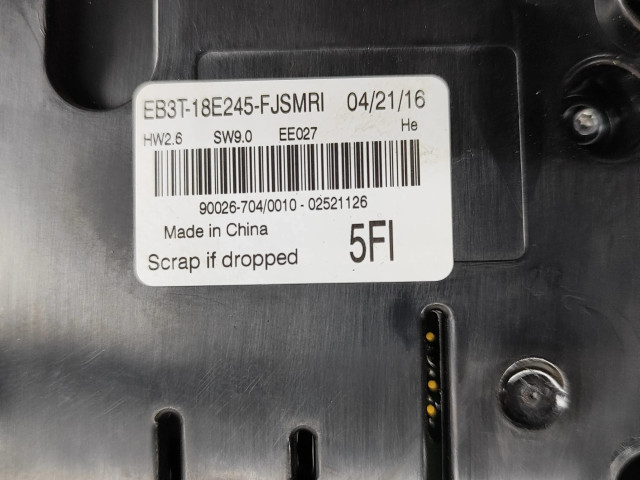 EB3T-18E245-FJSMRI 04/21/16
HW2.6 SW9.0 EE027 He
90026-704/0010 - 02521126
Made in China
Scrap if dropped 5FI